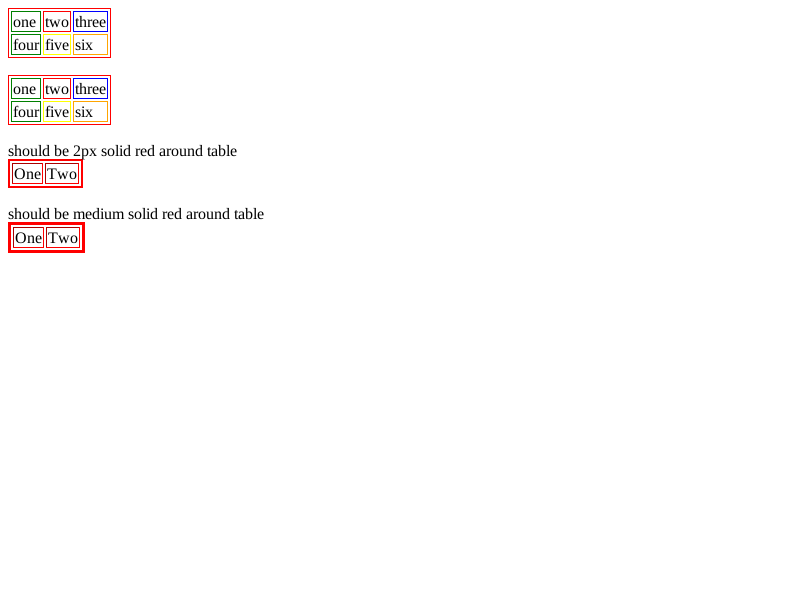 one two three
four five six
one two three
four five six
should be 2px solid red around table
One Two
should be medium solid red around table
One Two